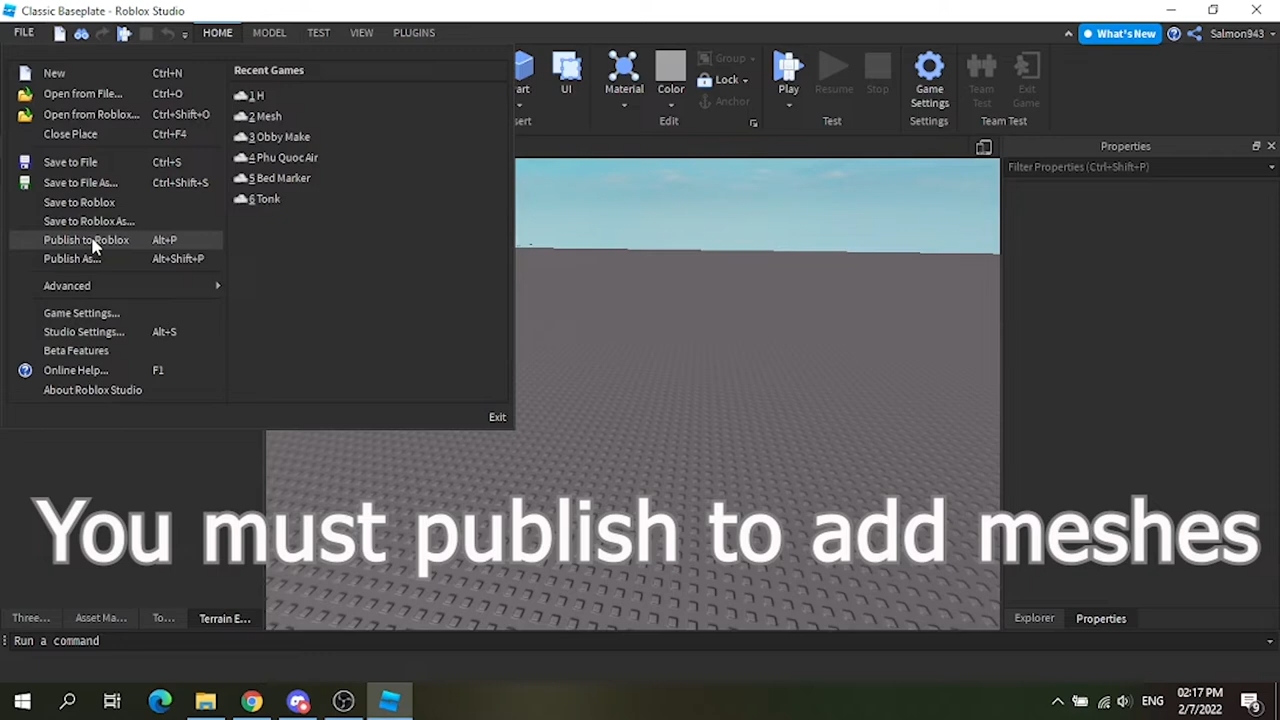 Classic Baseplate - Roblox Studio
FILE HOME MODEL TEST VIEW PLUGINS What's New Salmon943
New Ctrl+N
Open from File... Ctrl+O
Open from Roblox... Ctrl+Shift+O
Close Place Ctrl+F4
Save to File Ctrl+S
Save to File As... Ctrl+Shift+S
Save to Roblox
Save to Roblox As...
Publish to Roblox Alt+P
Publish As... Alt+Shift+P
Advanced
Game Settings...
Studio Settings... Alt+S
Beta Features
Online Help... F1
About Roblox Studio
Recent Games
1 H
2 Mesh
3 Obby Make
4 Phu Quoc Air
5 Bed Marker
6 Tonk
Exit
UI
Material
Color
Group
Lock
Anchor
Edit
Play
Resume
Stop
Test
Game Settings
Settings
Team Test
Exit Game
Team Test
Properties
Filter Properties (Ctrl+Shift+P)
You must publish to add meshes
Three... Asset Ma... To... Terrain E...
Explorer Properties
Run a command
ENG
02:17 PM
2/7/2022
9